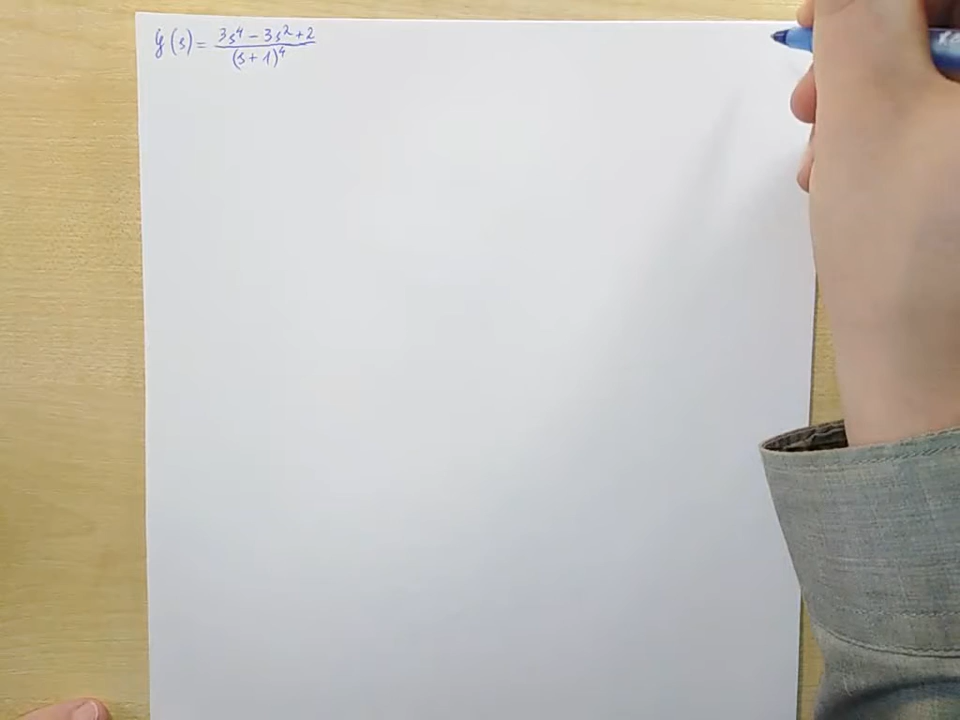 G(s) = (3s⁴ - 3s² + 2) / (s + 1)⁴